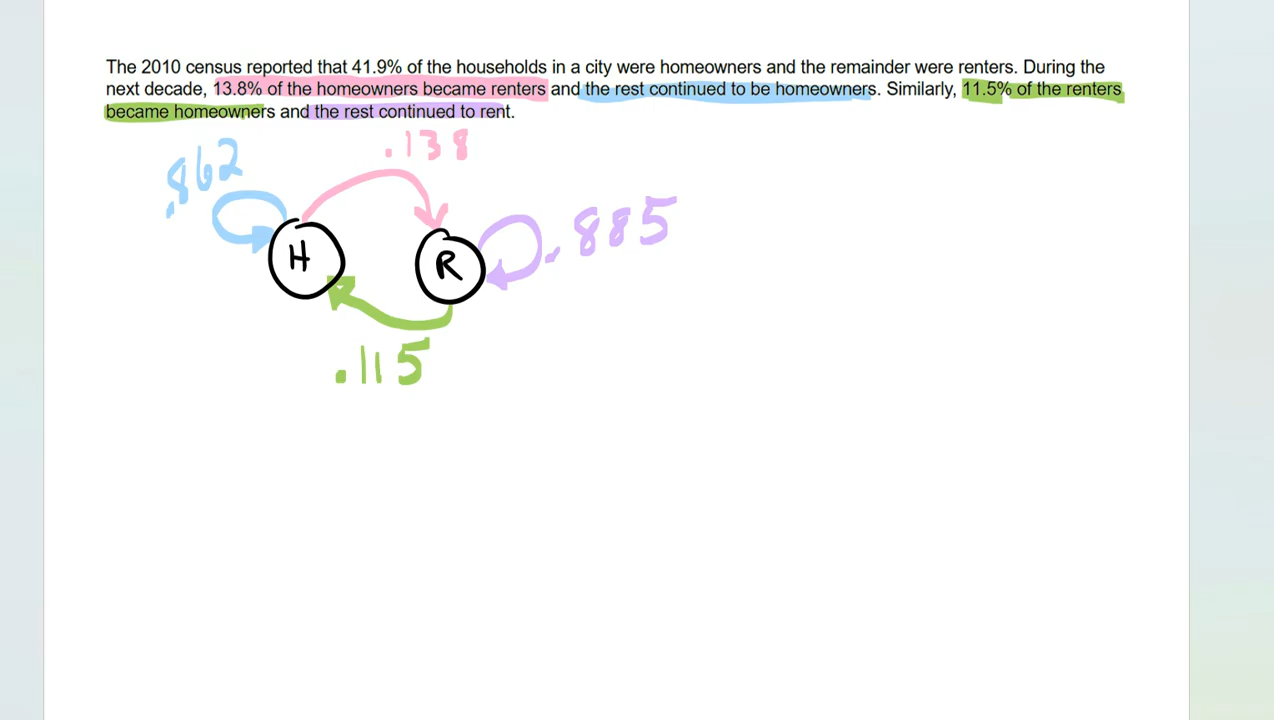 The 2010 census reported that 41.9% of the households in a city were homeowners and the remainder were renters. During the
next decade, 13.8% of the homeowners became renters and the rest continued to be homeowners. Similarly, 11.5% of the renters
became homeowners and the rest continued to rent.
.138
.862
.885
H
R
.115